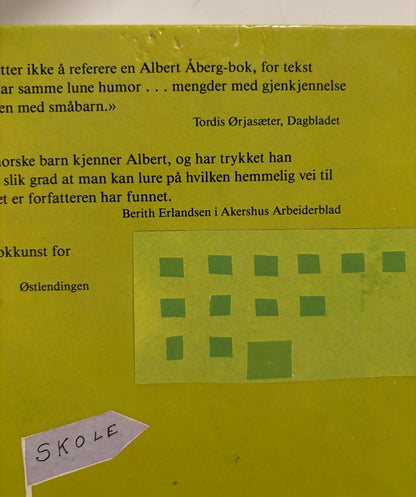 tter ikke å referere en Albert Åberg-bok, for tekst
ar samme lune humor . . . mengder med gjenkjennelse
en med småbarn.»
Tordis Ørjasæter, Dagbladet
norske barn kjenner Albert, og har trykket han
slik grad at man kan lure på hvilken hemmelig vei til
et er forfatteren har funnet.
Berith Erlandsen i Akershus Arbeiderblad
okkunst for
Østlendingen
SKOLE